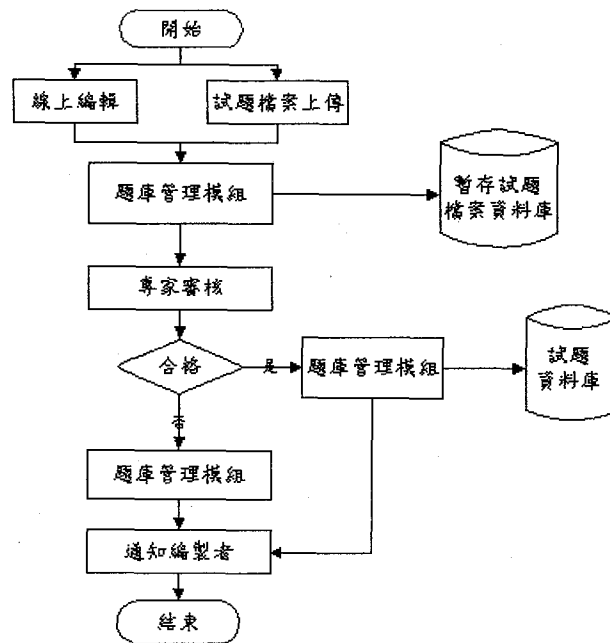 開始
線上編輯
試題檔案上傳
題庫管理模組
暫存試題
檔案資料庫
專家審核
合格
是
題庫管理模組
試題
資料庫
否
題庫管理模組
通知編製者
結束